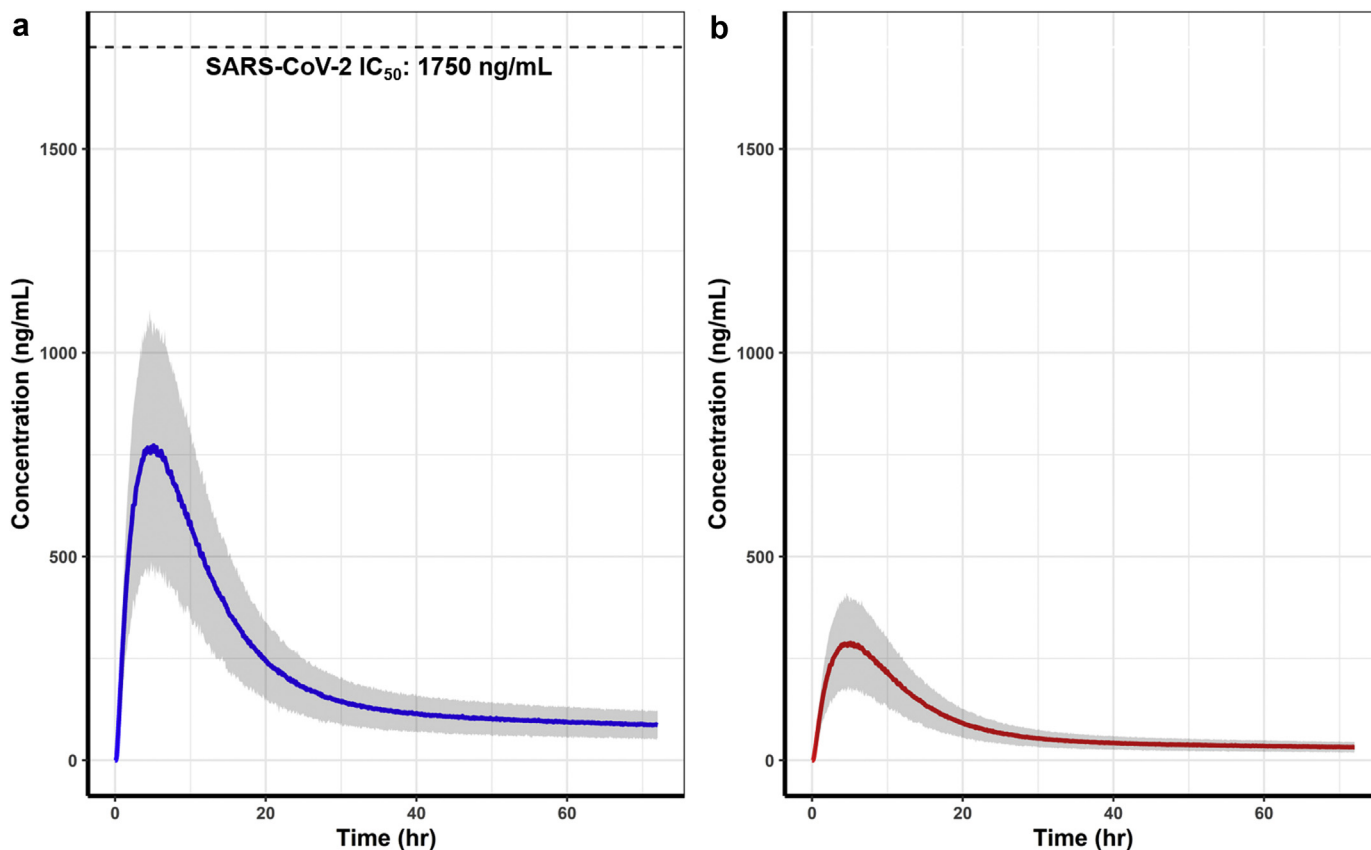 a
SARS-CoV-2 IC₅₀: 1750 ng/mL
1500
1000
500
0
Concentration (ng/mL)
0 20 40 60
Time (hr)
b
1500
1000
500
0
Concentration (ng/mL)
0 20 40 60
Time (hr)